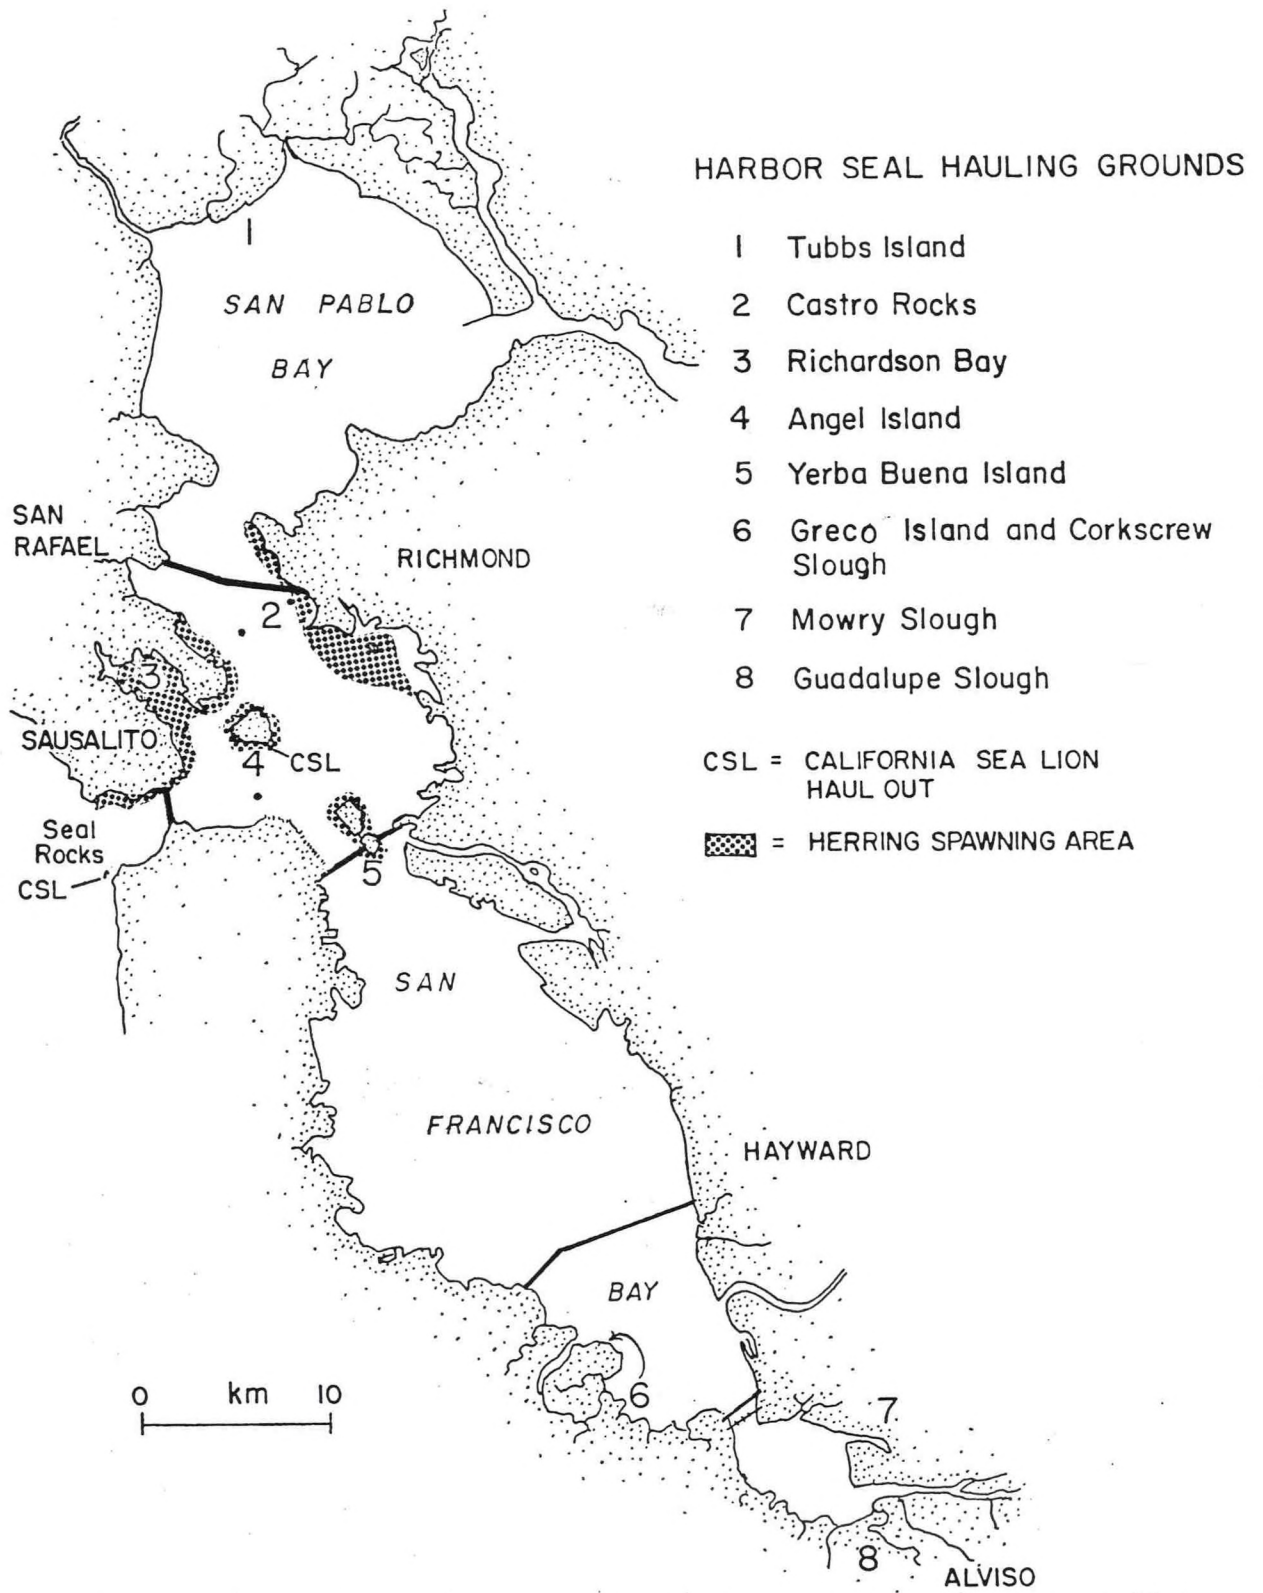 HARBOR SEAL HAULING GROUNDS
1 Tubbs Island
2 Castro Rocks
3 Richardson Bay
4 Angel Island
5 Yerba Buena Island
6 Greco Island and Corkscrew
Slough
7 Mowry Slough
8 Guadalupe Slough
CSL = CALIFORNIA SEA LION
HAUL OUT
= HERRING SPAWNING AREA
1
SAN PABLO
BAY
SAN
RAFAEL
RICHMOND
2
3
SAUSALITO
4
CSL
Seal
Rocks
CSL
5
SAN
FRANCISCO
HAYWARD
BAY
6
0 km 10
7
8
ALVISO